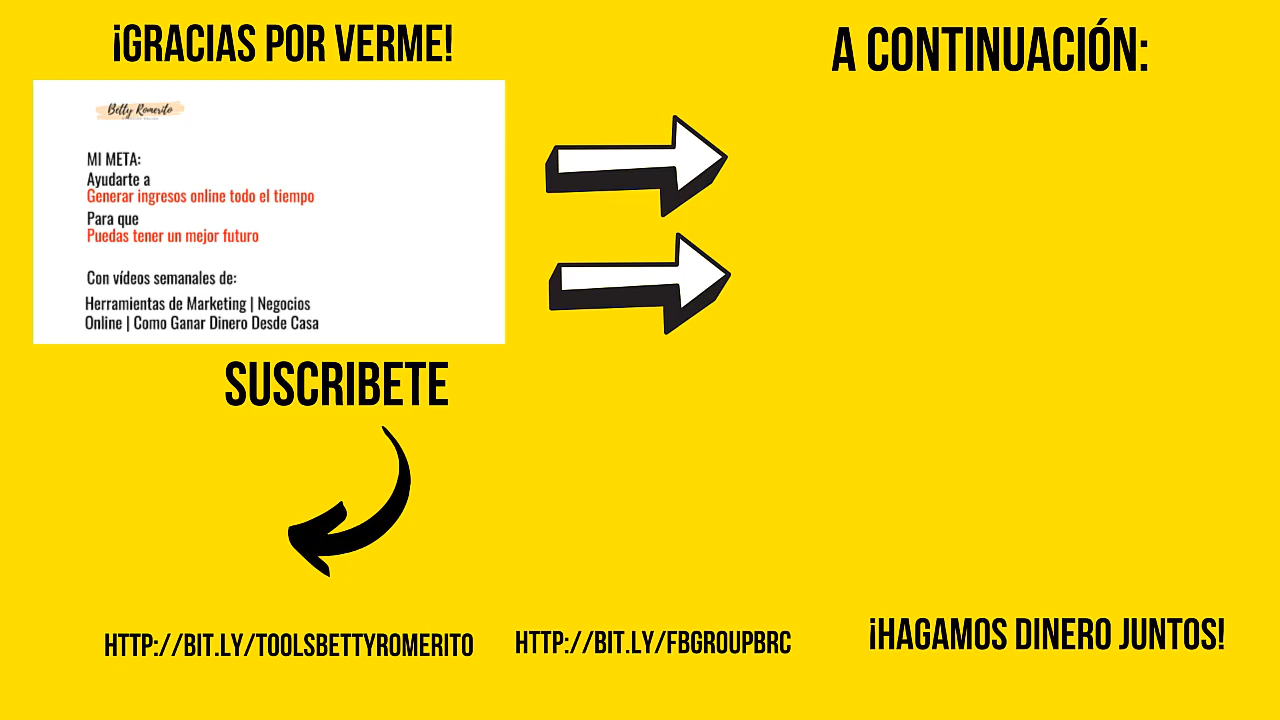 ¡GRACIAS POR VERME!
A CONTINUACIÓN:
Betty Romerito
MI META:
Ayudarte a
Generar ingresos online todo el tiempo
Para que
Puedas tener un mejor futuro
Con vídeos semanales de:
Herramientas de Marketing | Negocios
Online | Como Ganar Dinero Desde Casa
SUSCRIBETE
HTTP://BIT.LY/TOOLSBETTYROMERITO
HTTP://BIT.LY/FBGROUPBRC
¡HAGAMOS DINERO JUNTOS!